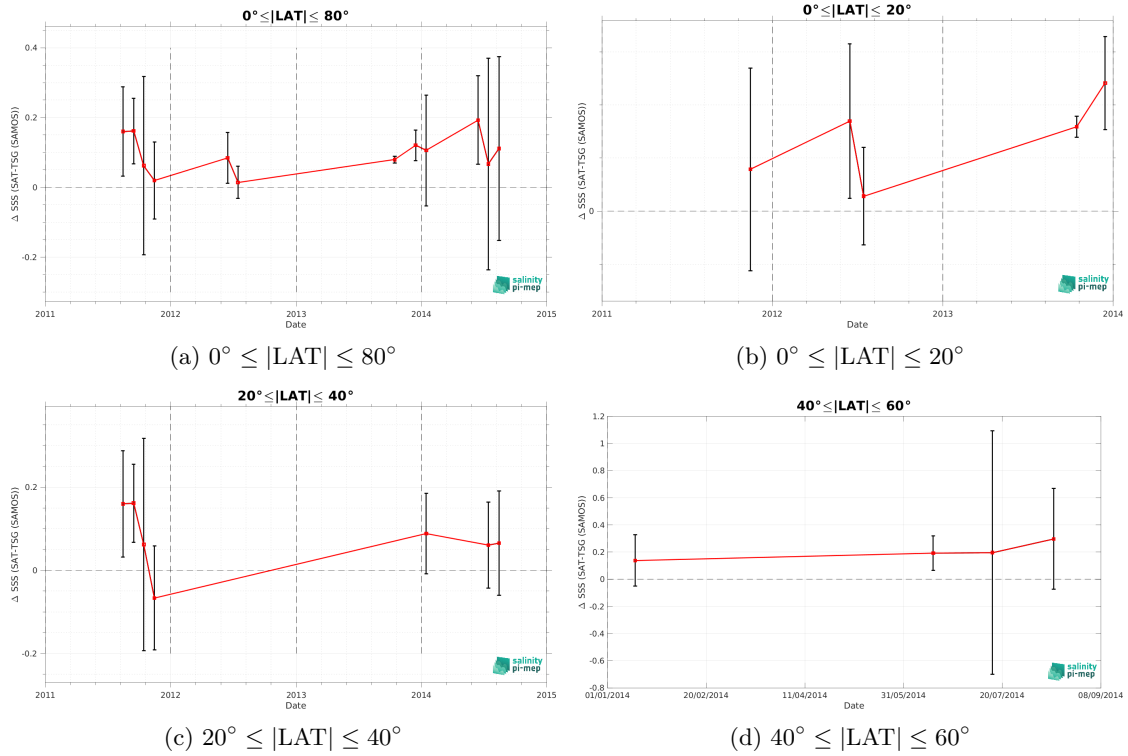 0°≤|LAT|≤ 80°
Δ SSS (SAT-TSG (SAMOS))
0.4
0.2
0
-0.2
2011 2012 2013 2014 2015
Date
salinity
pi-mep
(a) 0° ≤ |LAT| ≤ 80°
0°≤|LAT|≤ 20°
Δ SSS (SAT-TSG (SAMOS))
0
2011 2012 2013 2014
Date
salinity
pi-mep
(b) 0° ≤ |LAT| ≤ 20°
20°≤|LAT|≤ 40°
Δ SSS (SAT-TSG (SAMOS))
0.2
0
-0.2
2011 2012 2013 2014 2015
Date
salinity
pi-mep
(c) 20° ≤ |LAT| ≤ 40°
40°≤|LAT|≤ 60°
Δ SSS (SAT-TSG (SAMOS))
1.2
1
0.8
0.6
0.4
0.2
0
-0.2
-0.4
-0.6
-0.8
01/01/2014 20/02/2014 11/04/2014 31/05/2014 20/07/2014 08/09/2014
Date
salinity
pi-mep
(d) 40° ≤ |LAT| ≤ 60°